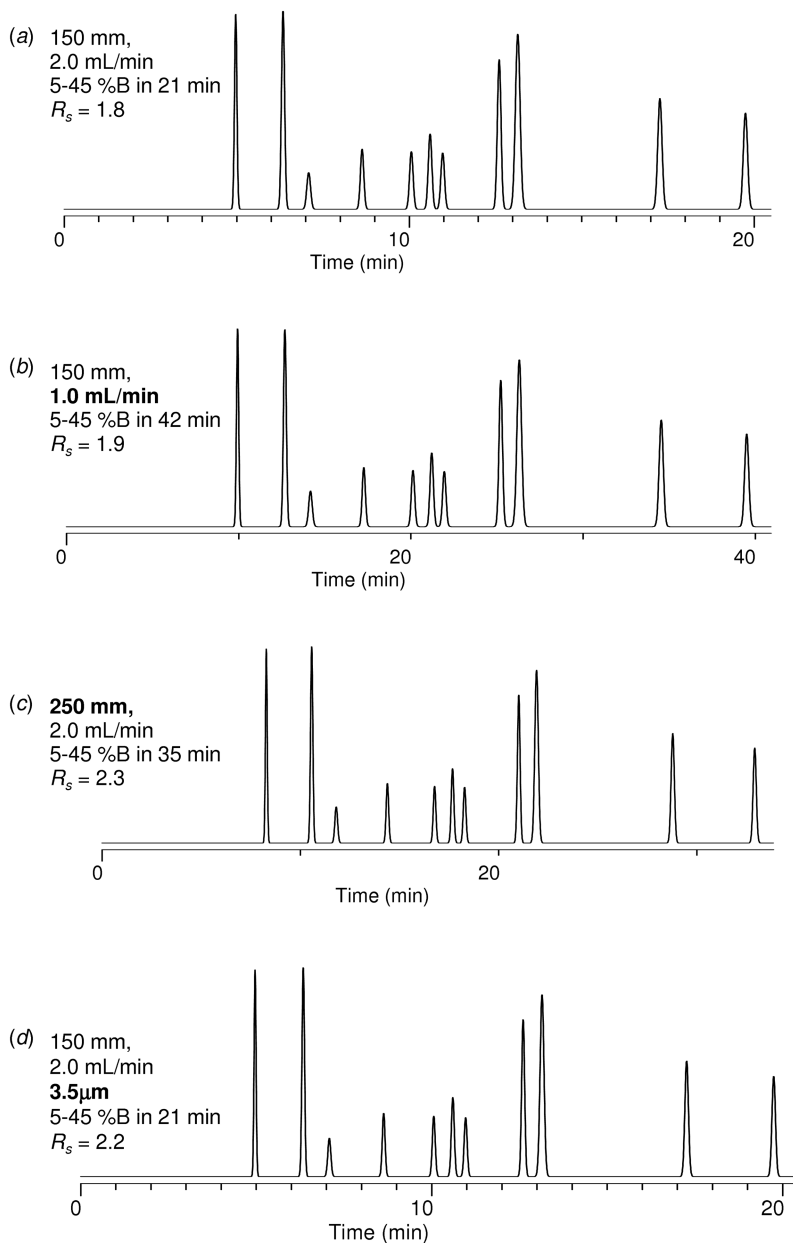 (a)
150 mm,
2.0 mL/min
5-45 %B in 21 min
Rs = 1.8
0 10 20
Time (min)
(b)
150 mm,
1.0 mL/min
5-45 %B in 42 min
Rs = 1.9
0 20 40
Time (min)
(c)
250 mm,
2.0 mL/min
5-45 %B in 35 min
Rs = 2.3
0 20
Time (min)
(d)
150 mm,
2.0 mL/min
3.5μm
5-45 %B in 21 min
Rs = 2.2
0 10 20
Time (min)